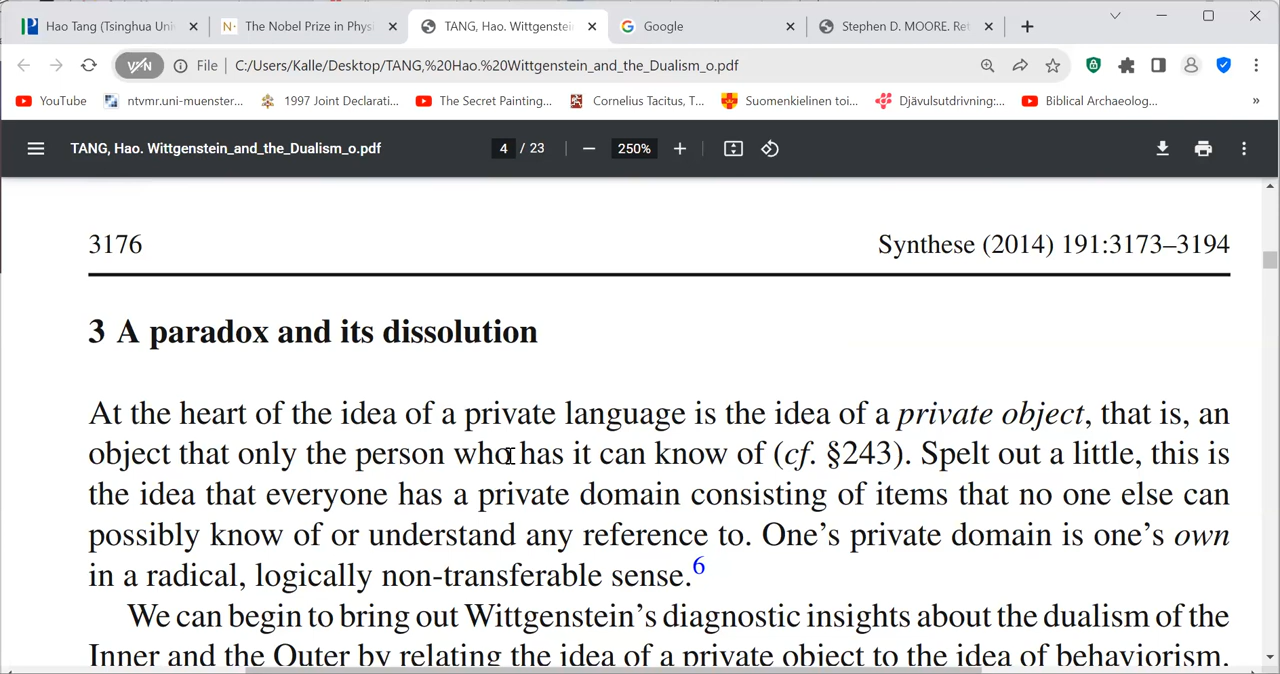 Hao Tang (Tsinghua Uni
The Nobel Prize in Physi
TANG, Hao. Wittgenstein
Google
Stephen D. MOORE. Ret
VPN
File
C:/Users/Kalle/Desktop/TANG,%20Hao.%20Wittgenstein_and_the_Dualism_o.pdf
YouTube
ntvmr.uni-muenster...
1997 Joint Declarati...
The Secret Painting...
Cornelius Tacitus, T...
Suomenkielinen toi...
Djävulsutdrivning:...
Biblical Archaeolog...
»
TANG, Hao. Wittgenstein_and_the_Dualism_o.pdf
4 / 23
250%
3176
Synthese (2014) 191:3173–3194
3 A paradox and its dissolution
At the heart of the idea of a private language is the idea of a private object, that is, an
object that only the person who has it can know of (cf. §243). Spelt out a little, this is
the idea that everyone has a private domain consisting of items that no one else can
possibly know of or understand any reference to. One’s private domain is one’s own
in a radical, logically non-transferable sense.6
We can begin to bring out Wittgenstein’s diagnostic insights about the dualism of the
Inner and the Outer by relating the idea of a private object to the idea of behaviorism.